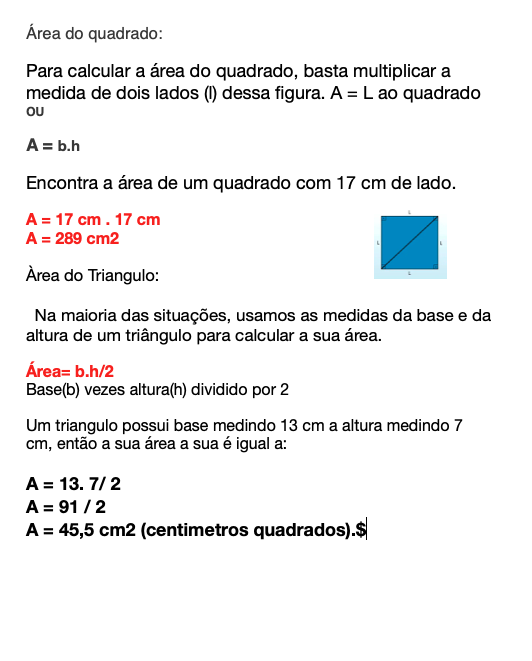 Área do quadrado:
Para calcular a área do quadrado, basta multiplicar a
medida de dois lados (l) dessa figura. A = L ao quadrado
OU
A = b.h
Encontra a área de um quadrado com 17 cm de lado.
A = 17 cm . 17 cm
A = 289 cm2
L
L
L
L
Àrea do Triangulo:
Na maioria das situações, usamos as medidas da base e da
altura de um triângulo para calcular a sua área.
Área= b.h/2
Base(b) vezes altura(h) dividido por 2
Um triangulo possui base medindo 13 cm a altura medindo 7
cm, então a sua área a sua é igual a:
A = 13. 7/ 2
A = 91 / 2
A = 45,5 cm2 (centimetros quadrados).$